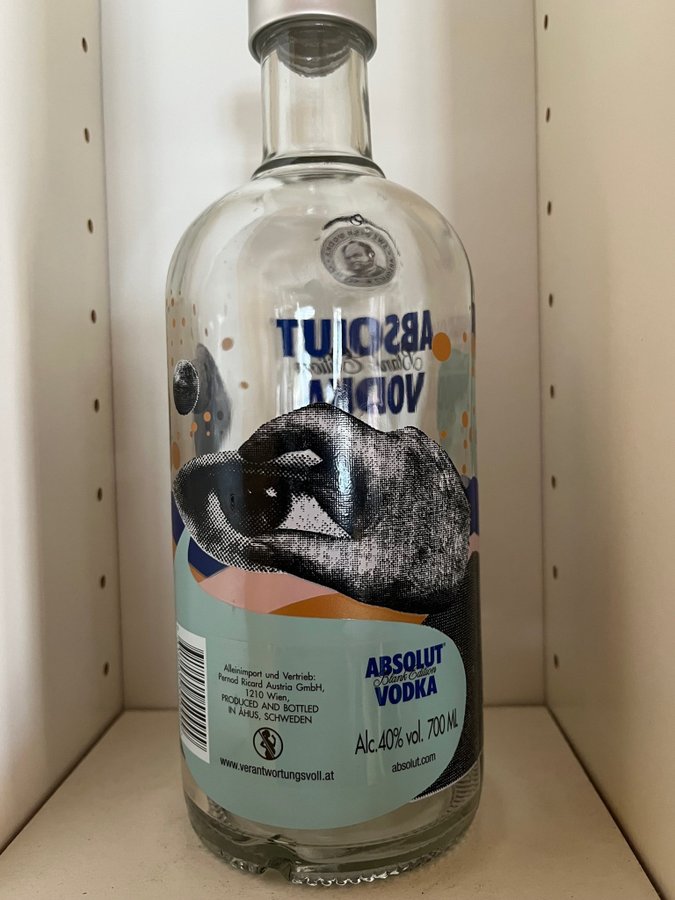 ABSOLUT
Blank Edition
VODKA
Alleinimport und Vertrieb:
Pernod Ricard Austria GmbH,
1210 Wien,
PRODUCED AND BOTTLED
IN ÅHUS, SCHWEDEN
www.verantwortungsvoll.at
ABSOLUT
Blank Edition
VODKA
Alc.40% vol. 700 ML
absolut.com